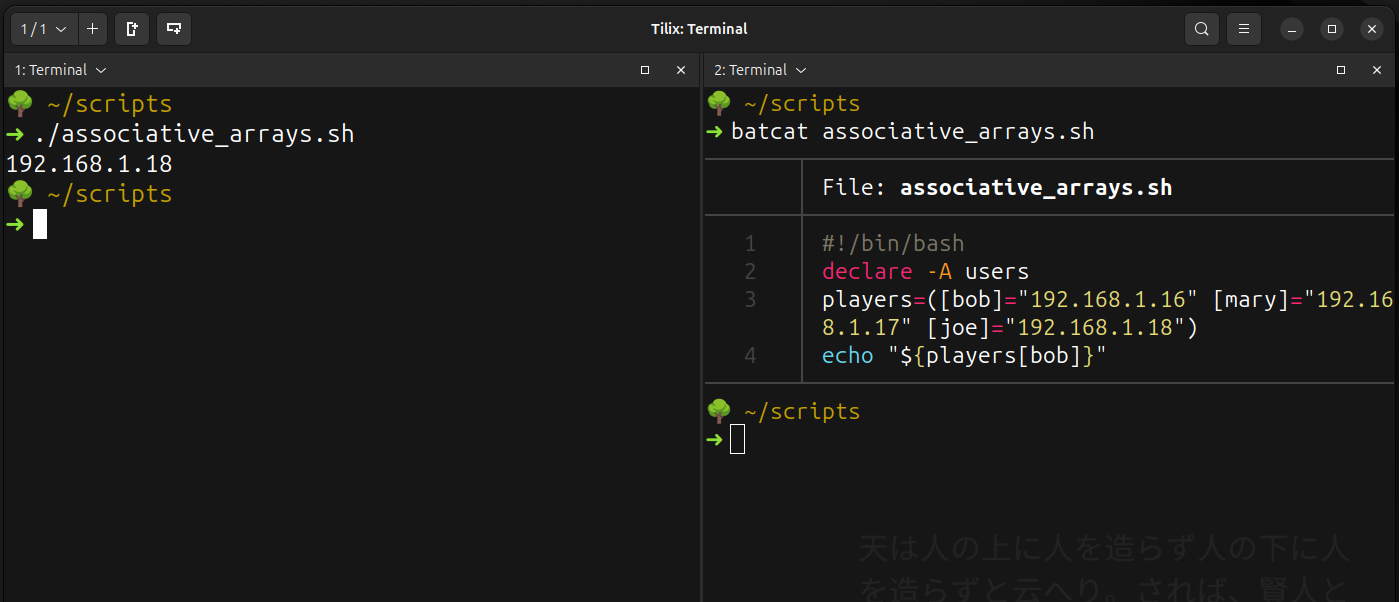 1 / 1
Tilix: Terminal
1: Terminal
~/scripts
➜ ./associative_arrays.sh
192.168.1.18
~/scripts
➜
2: Terminal
~/scripts
➜ batcat associative_arrays.sh
File: associative_arrays.sh
1 #!/bin/bash
2 declare -A users
3 players=([bob]="192.168.1.16" [mary]="192.16
8.1.17" [joe]="192.168.1.18")
4 echo "${players[bob]}"
~/scripts
➜
天は人の上に人を造らず人の下に人
を造らずと云へり。されば、賢人と